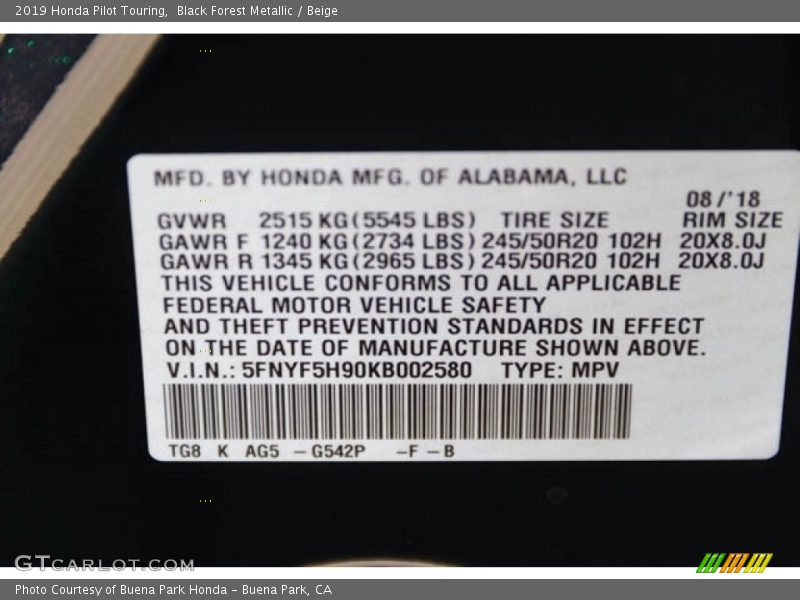 2019 Honda Pilot Touring, Black Forest Metallic / Beige
MFD. BY HONDA MFG. OF ALABAMA, LLC
08/'18
GVWR 2515 KG(5545 LBS) TIRE SIZE RIM SIZE
GAWR F 1240 KG(2734 LBS) 245/50R20 102H 20X8.0J
GAWR R 1345 KG(2965 LBS) 245/50R20 102H 20X8.0J
THIS VEHICLE CONFORMS TO ALL APPLICABLE
FEDERAL MOTOR VEHICLE SAFETY
AND THEFT PREVENTION STANDARDS IN EFFECT
ON THE DATE OF MANUFACTURE SHOWN ABOVE.
V.I.N.: 5FNYF5H90KB002580 TYPE: MPV
TG8 K AG5 – G542P –F – B
GTCARLOT.COM
Photo Courtesy of Buena Park Honda - Buena Park, CA